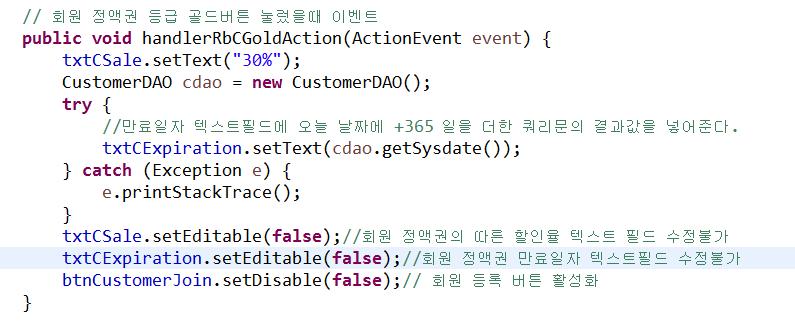 // 회원 정액권 등급 골드버튼 눌렀을때 이벤트
public void handlerRbCGoldAction(ActionEvent event) {
txtCSale.setText("30%");
CustomerDAO cdao = new CustomerDAO();
try {
//만료일자 텍스트필드에 오늘 날짜에 +365 일을 더한 쿼리문의 결과값을 넣어준다.
txtCExpiration.setText(cdao.getSysdate());
} catch (Exception e) {
e.printStackTrace();
}
txtCSale.setEditable(false);//회원 정액권의 따른 할인율 텍스트 필드 수정불가
txtCExpiration.setEditable(false);//회원 정액권 만료일자 텍스트필드 수정불가
btnCustomerJoin.setDisable(false);// 회원 등록 버튼 활성화
}